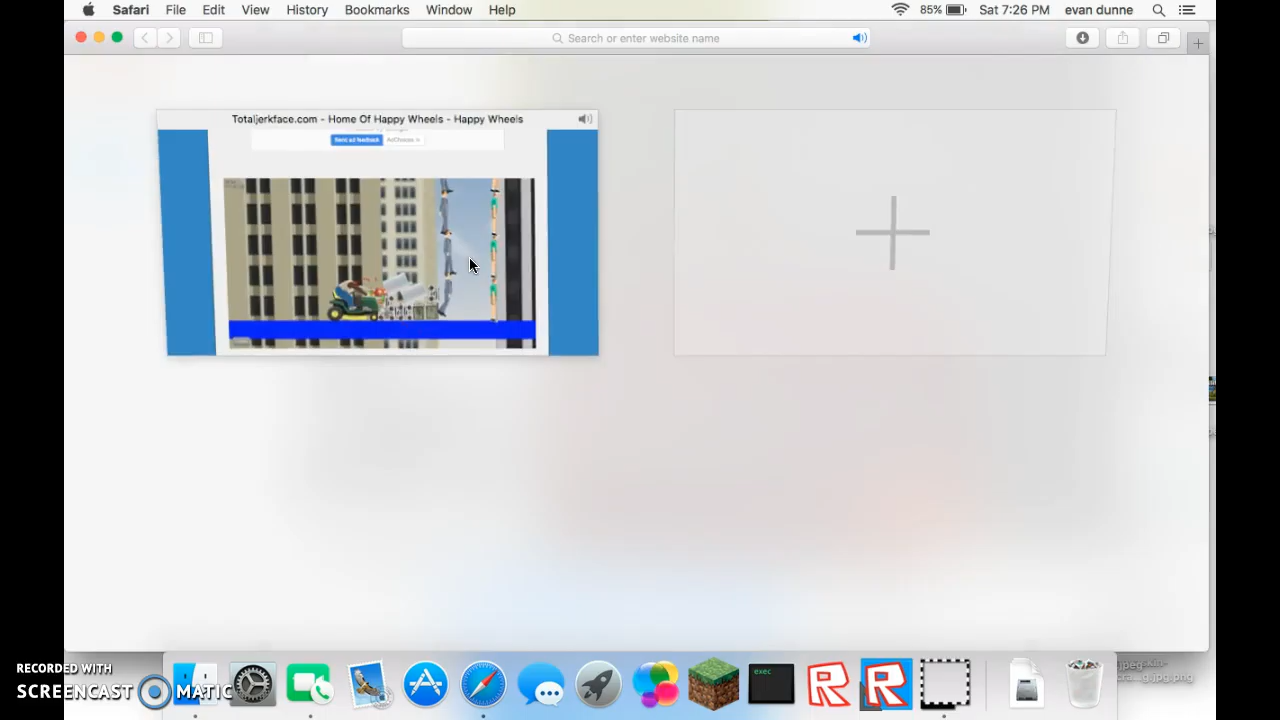 Safari File Edit View History Bookmarks Window Help 85% Sat 7:26 PM evan dunne
Search or enter website name
Totaljerkface.com - Home Of Happy Wheels - Happy Wheels
Send ad feedback AdChoices
exec
RECORDED WITH
SCREENCAST MATIC